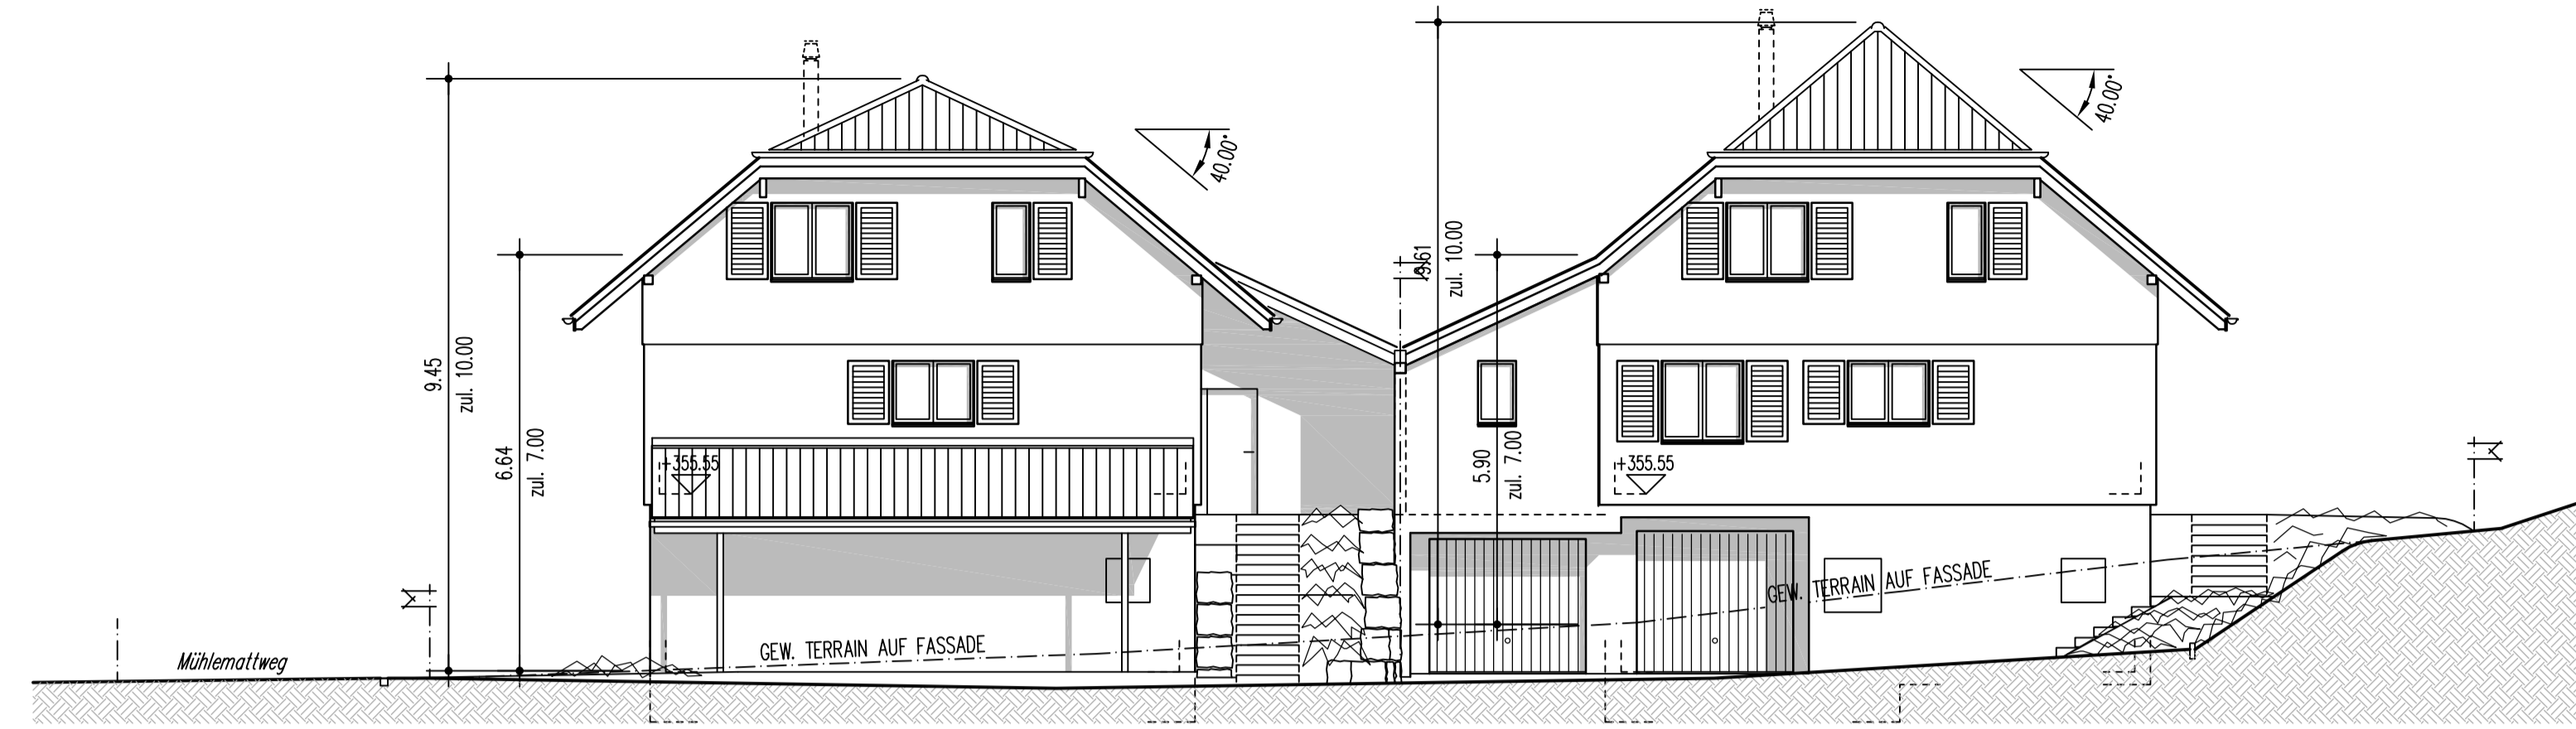 40.00°
40.00°
9.61
zul. 10.00
9.45
zul. 10.00
6.64
zul. 7.00
5.90
zul. 7.00
+355.55
+355.55
GEW. TERRAIN AUF FASSADE
GEW. TERRAIN AUF FASSADE
Mühlemattweg